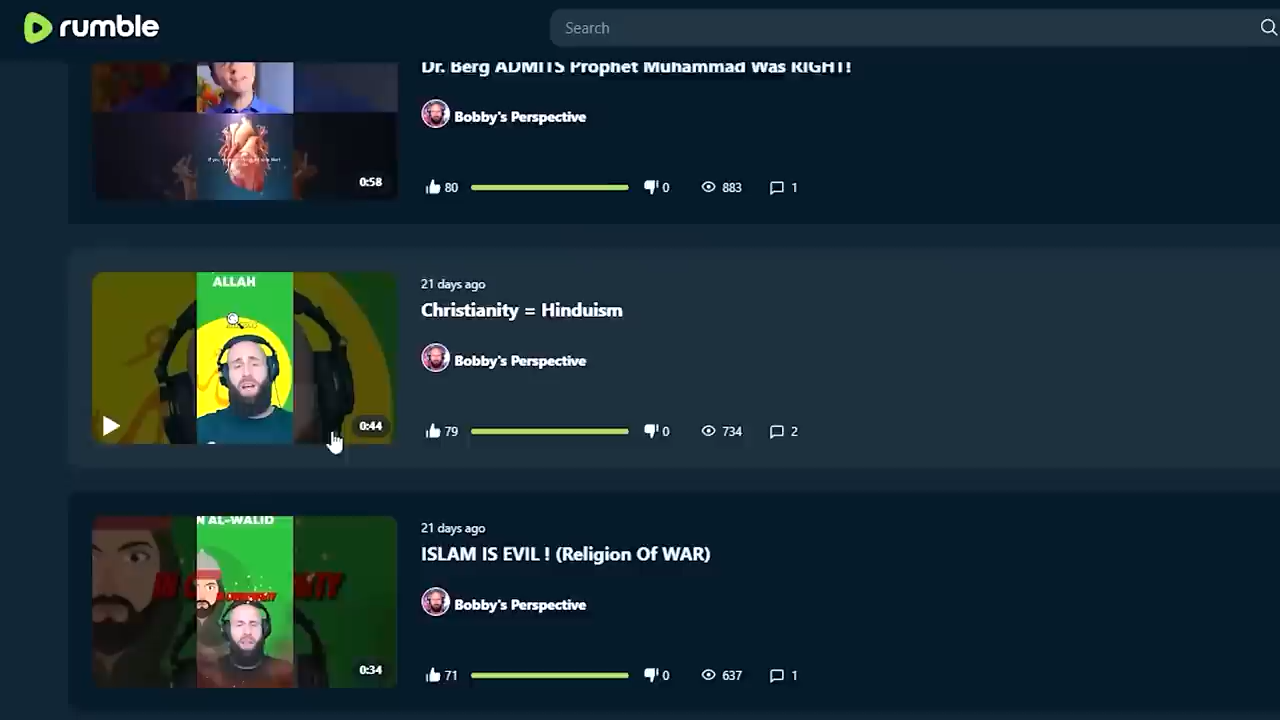 rumble
Search
Dr. Berg ADMITS Prophet Muhammad Was RIGHT!
Bobby's Perspective
0:58
80
0
883
1
ALLAH
21 days ago
Christianity = Hinduism
Bobby's Perspective
0:44
79
0
734
2
N AL-WALID
21 days ago
ISLAM IS EVIL ! (Religion Of WAR)
Bobby's Perspective
0:34
71
0
637
1